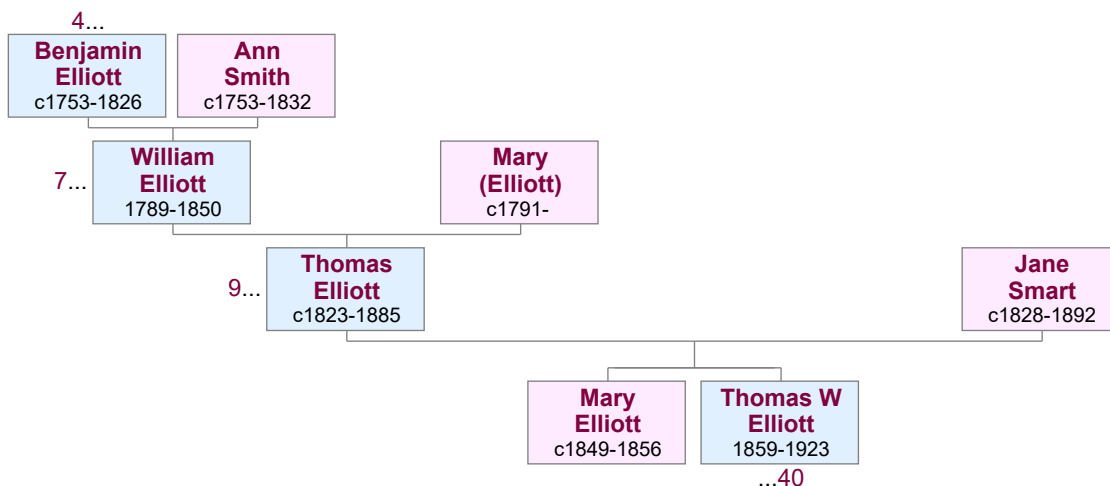 4...
Benjamin
Elliott
c1753-1826
Ann
Smith
c1753-1832
7...
William
Elliott
1789-1850
Mary
(Elliott)
c1791-
9...
Thomas
Elliott
c1823-1885
Jane
Smart
c1828-1892
Mary
Elliott
c1849-1856
Thomas W
Elliott
1859-1923
...40